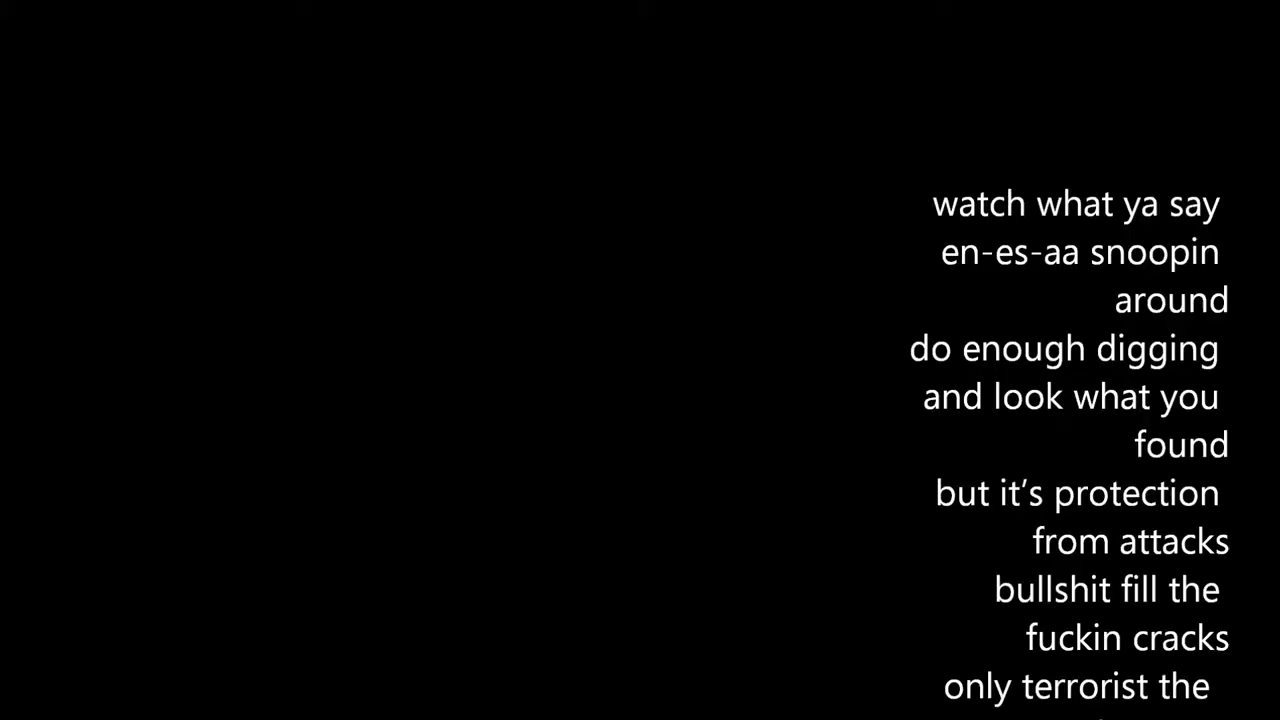 watch what ya say
en-es-aa snoopin
around
do enough digging
and look what you
found
but it’s protection
from attacks
bullshit fill the
fuckin cracks
only terrorist the